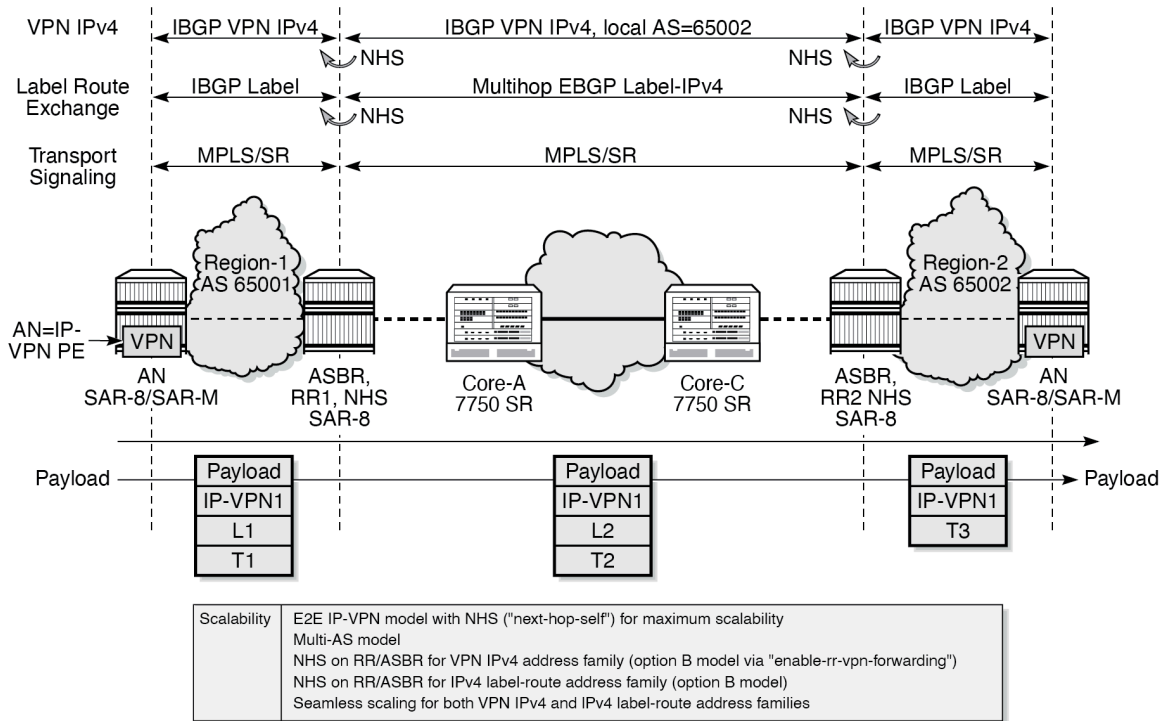 VPN IPv4
IBGP VPN IPv4
IBGP VPN IPv4, local AS=65002
IBGP VPN IPv4
NHS
NHS
Label Route
Exchange
IBGP Label
Multihop EBGP Label-IPv4
IBGP Label
NHS
NHS
Transport
Signaling
MPLS/SR
MPLS/SR
MPLS/SR
Region-1
AS 65001
Region-2
AS 65002
AN=IP-
VPN PE
VPN
VPN
AN
SAR-8/SAR-M
ASBR,
RR1, NHS
SAR-8
Core-A
7750 SR
Core-C
7750 SR
ASBR,
RR2 NHS
SAR-8
AN
SAR-8/SAR-M
Payload
Payload
IP-VPN1
L1
T1
Payload
IP-VPN1
L2
T2
Payload
IP-VPN1
T3
Payload
Scalability
E2E IP-VPN model with NHS ("next-hop-self") for maximum scalability
Multi-AS model
NHS on RR/ASBR for VPN IPv4 address family (option B model via "enable-rr-vpn-forwarding")
NHS on RR/ASBR for IPv4 label-route address family (option B model)
Seamless scaling for both VPN IPv4 and IPv4 label-route address families